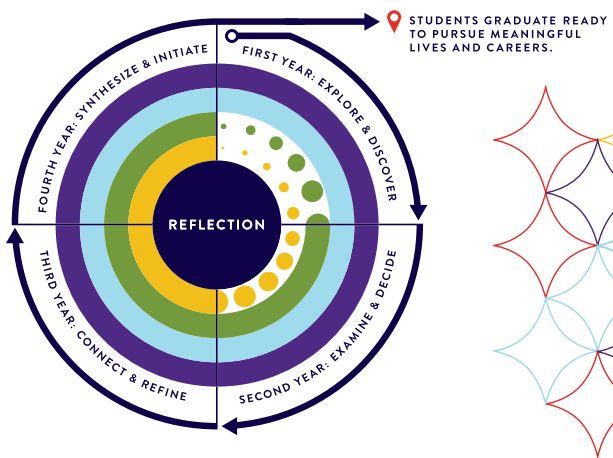 STUDENTS GRADUATE READY
TO PURSUE MEANINGFUL
LIVES AND CAREERS.
FIRST YEAR: EXPLORE & DISCOVER
SECOND YEAR: EXAMINE & DECIDE
THIRD YEAR: CONNECT & REFINE
FOURTH YEAR: SYNTHESIZE & INITIATE
REFLECTION